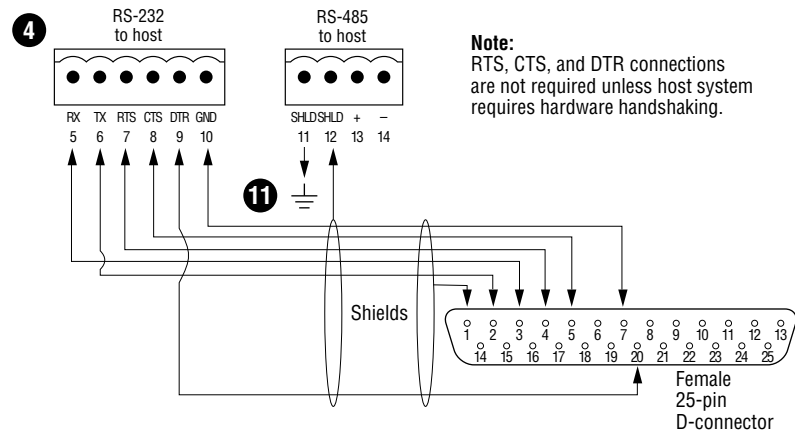 4
RS-232
to host
RS-485
to host
Note:
RTS, CTS, and DTR connections
are not required unless host system
requires hardware handshaking.
RX TX RTS CTS DTR GND
5 6 7 8 9 10
SHLD SHLD + –
11 12 13 14
11
Shields
1 2 3 4 5 6 7 8 9 10 11 12 13
14 15 16 17 18 19 20 21 22 23 24 25
Female
25-pin
D-connector